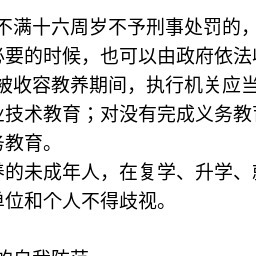 不满十六周岁不予刑事处罚的，
必要的时候，也可以由政府依法
被收容教养期间，执行机关应当
技术教育；对没有完成义务教育
教育。
的未成年人，在复学、升学、
单位和个人不得歧视。
的自我防范